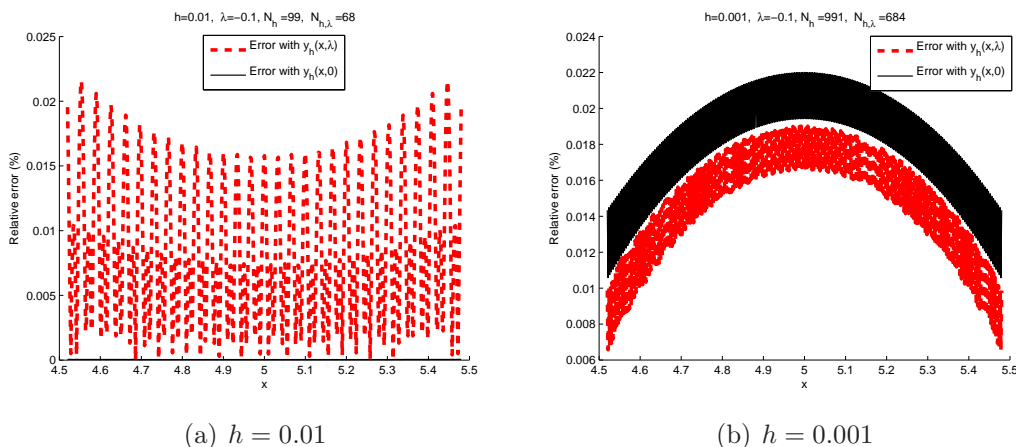 h=0.01, λ=−0.1, N_h =99, N_{h,λ} =68
Error with y_h(x,λ)
Error with y_h(x,0)
Relative error (%)
0.025
0.02
0.015
0.01
0.005
0
4.5 4.6 4.7 4.8 4.9 5 5.1 5.2 5.3 5.4 5.5
x
(a) h = 0.01
h=0.001, λ=−0.1, N_h =991, N_{h,λ} =684
Error with y_h(x,λ)
Error with y_h(x,0)
Relative error (%)
0.024
0.022
0.02
0.018
0.016
0.014
0.012
0.01
0.008
0.006
4.5 4.6 4.7 4.8 4.9 5 5.1 5.2 5.3 5.4 5.5
x
(b) h = 0.001